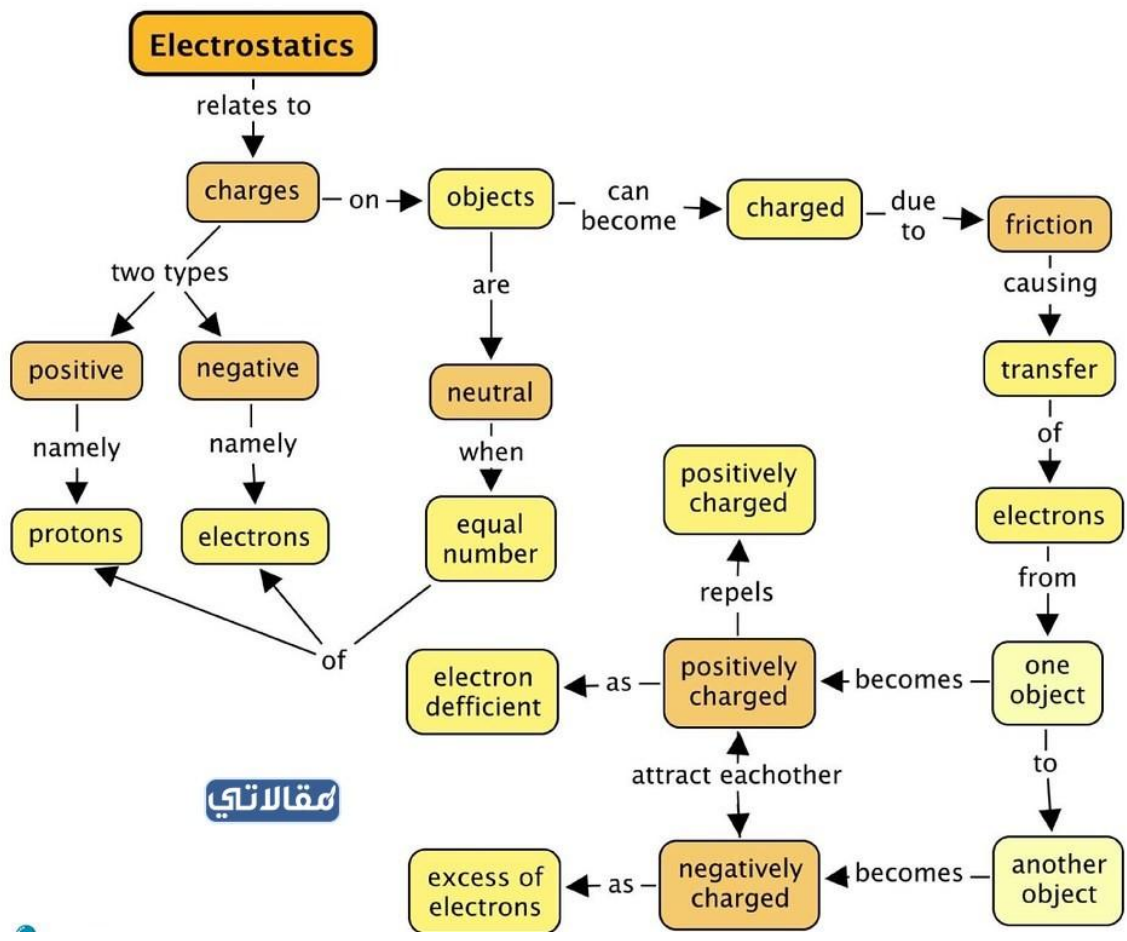 Electrostatics
relates to
charges
on
objects
can
become
charged
due
to
friction
two types
are
causing
positive
negative
neutral
transfer
namely
namely
when
of
protons
electrons
equal
number
positively
charged
electrons
of
repels
from
electron
defficient
as
positively
charged
becomes
one
object
attract eachother
to
مقالاتي
excess of
electrons
as
negatively
charged
becomes
another
object